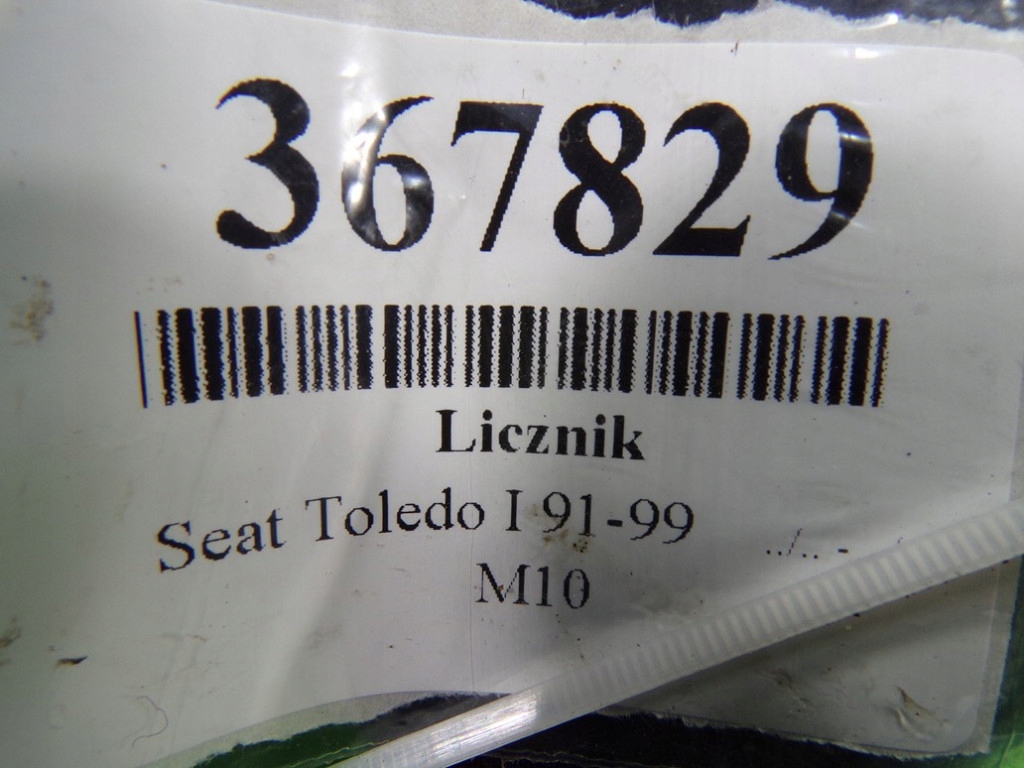 367829
Licznik
Seat Toledo I 91-99 ../.. -
M10